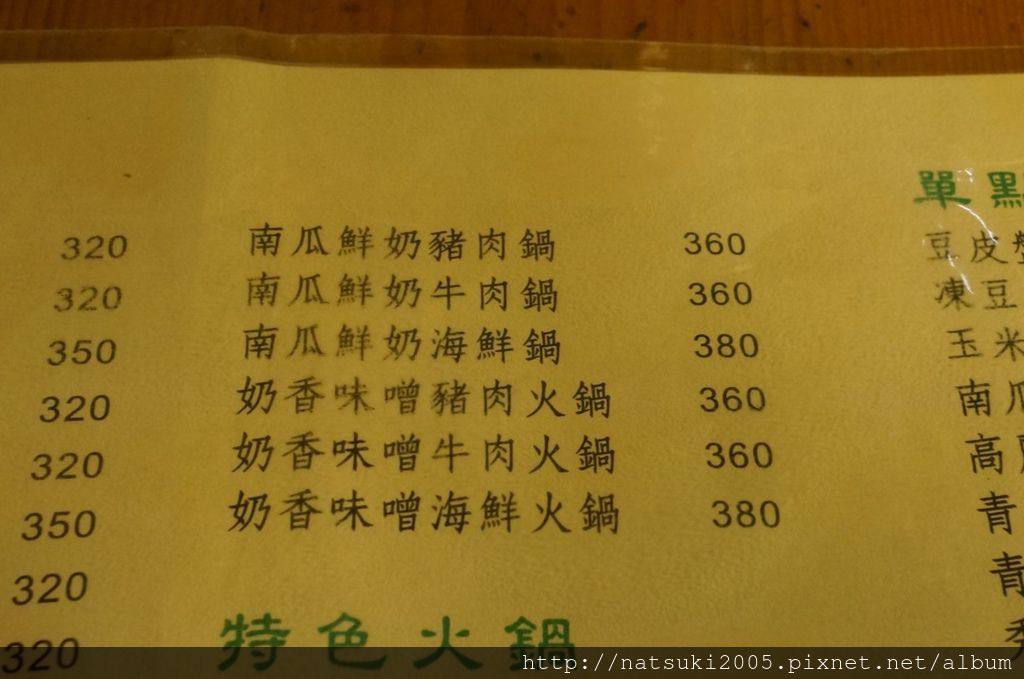 單點
320 南瓜鮮奶豬肉鍋 360 豆皮
320 南瓜鮮奶牛肉鍋 360 凍豆
350 南瓜鮮奶海鮮鍋 380 玉米
320 奶香味噌豬肉火鍋 360 南瓜
320 奶香味噌牛肉火鍋 360 高
350 奶香味噌海鮮火鍋 380 青
320 青
320 特色火鍋
http://natsuki2005.pixnet.net/album